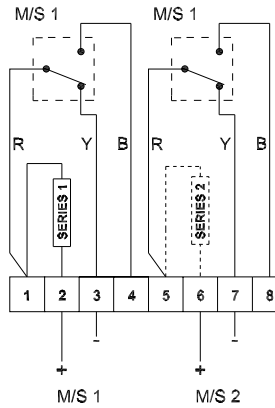 M/S 1 M/S 1
R Y B R Y B
SERIES 1 SERIES 2
1 2 3 4 5 6 7 8
+ - + -
M/S 1 M/S 2